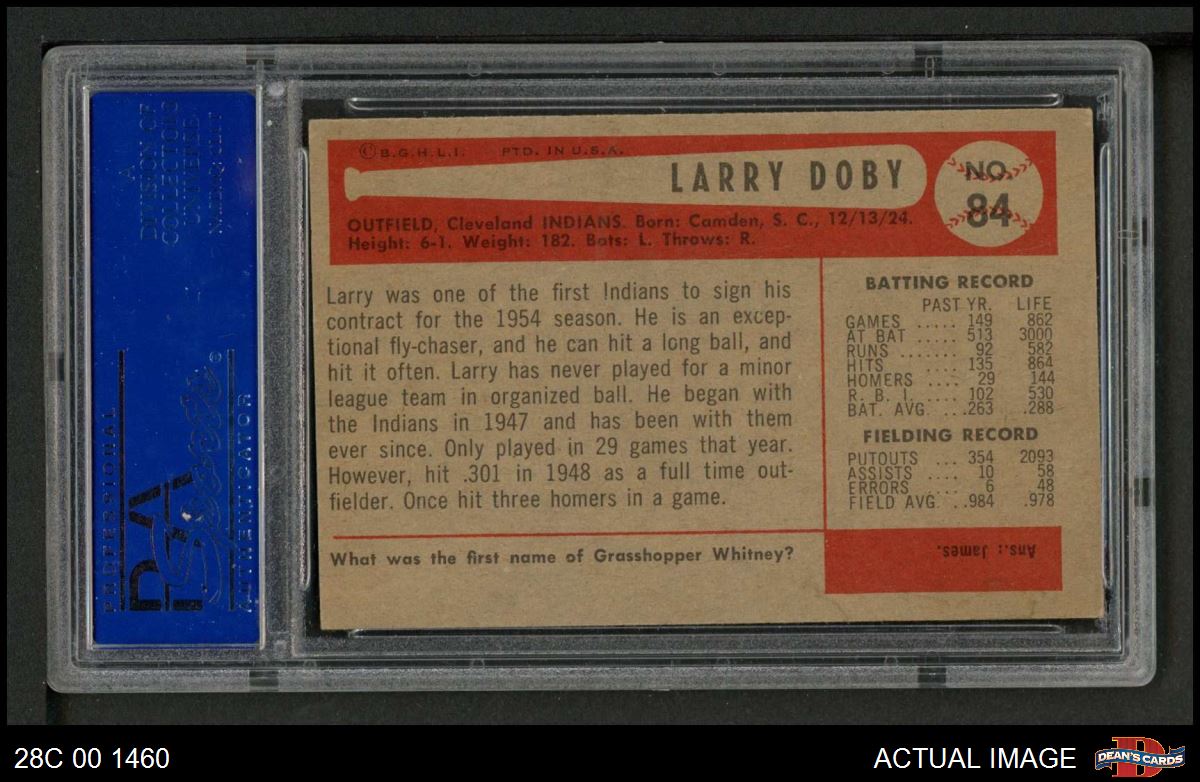 A
DIVISION OF
COLLECTORS
UNIVERSE
NASDAQ: CLCT
PROFESSIONAL
PSA
AUTHENTICATOR
©B.G.H.L.I. PTD. IN U.S.A.
LARRY DOBY
NO.
84
OUTFIELD, Cleveland INDIANS. Born: Camden, S. C., 12/13/24.
Height: 6-1. Weight: 182. Bats: L. Throws: R.
Larry was one of the first Indians to sign his
contract for the 1954 season. He is an excep-
tional fly-chaser, and he can hit a long ball, and
hit it often. Larry has never played for a minor
league team in organized ball. He began with
the Indians in 1947 and has been with them
ever since. Only played in 29 games that year.
However, hit .301 in 1948 as a full time out-
fielder. Once hit three homers in a game.
What was the first name of Grasshopper Whitney?
BATTING RECORD
PAST YR. LIFE
GAMES ..... 149 862
AT BAT ..... 513 3000
RUNS ........ 92 582
HITS ........ 135 864
HOMERS .... 29 144
R. B. I. .... 102 530
BAT. AVG. ...263 .288
FIELDING RECORD
PUTOUTS ... 354 2093
ASSISTS .... 10 58
ERRORS .... 6 48
FIELD AVG. ..984 .978
Ans.: James.
28C 00 1460
ACTUAL IMAGE
D
DEAN'S CARDS